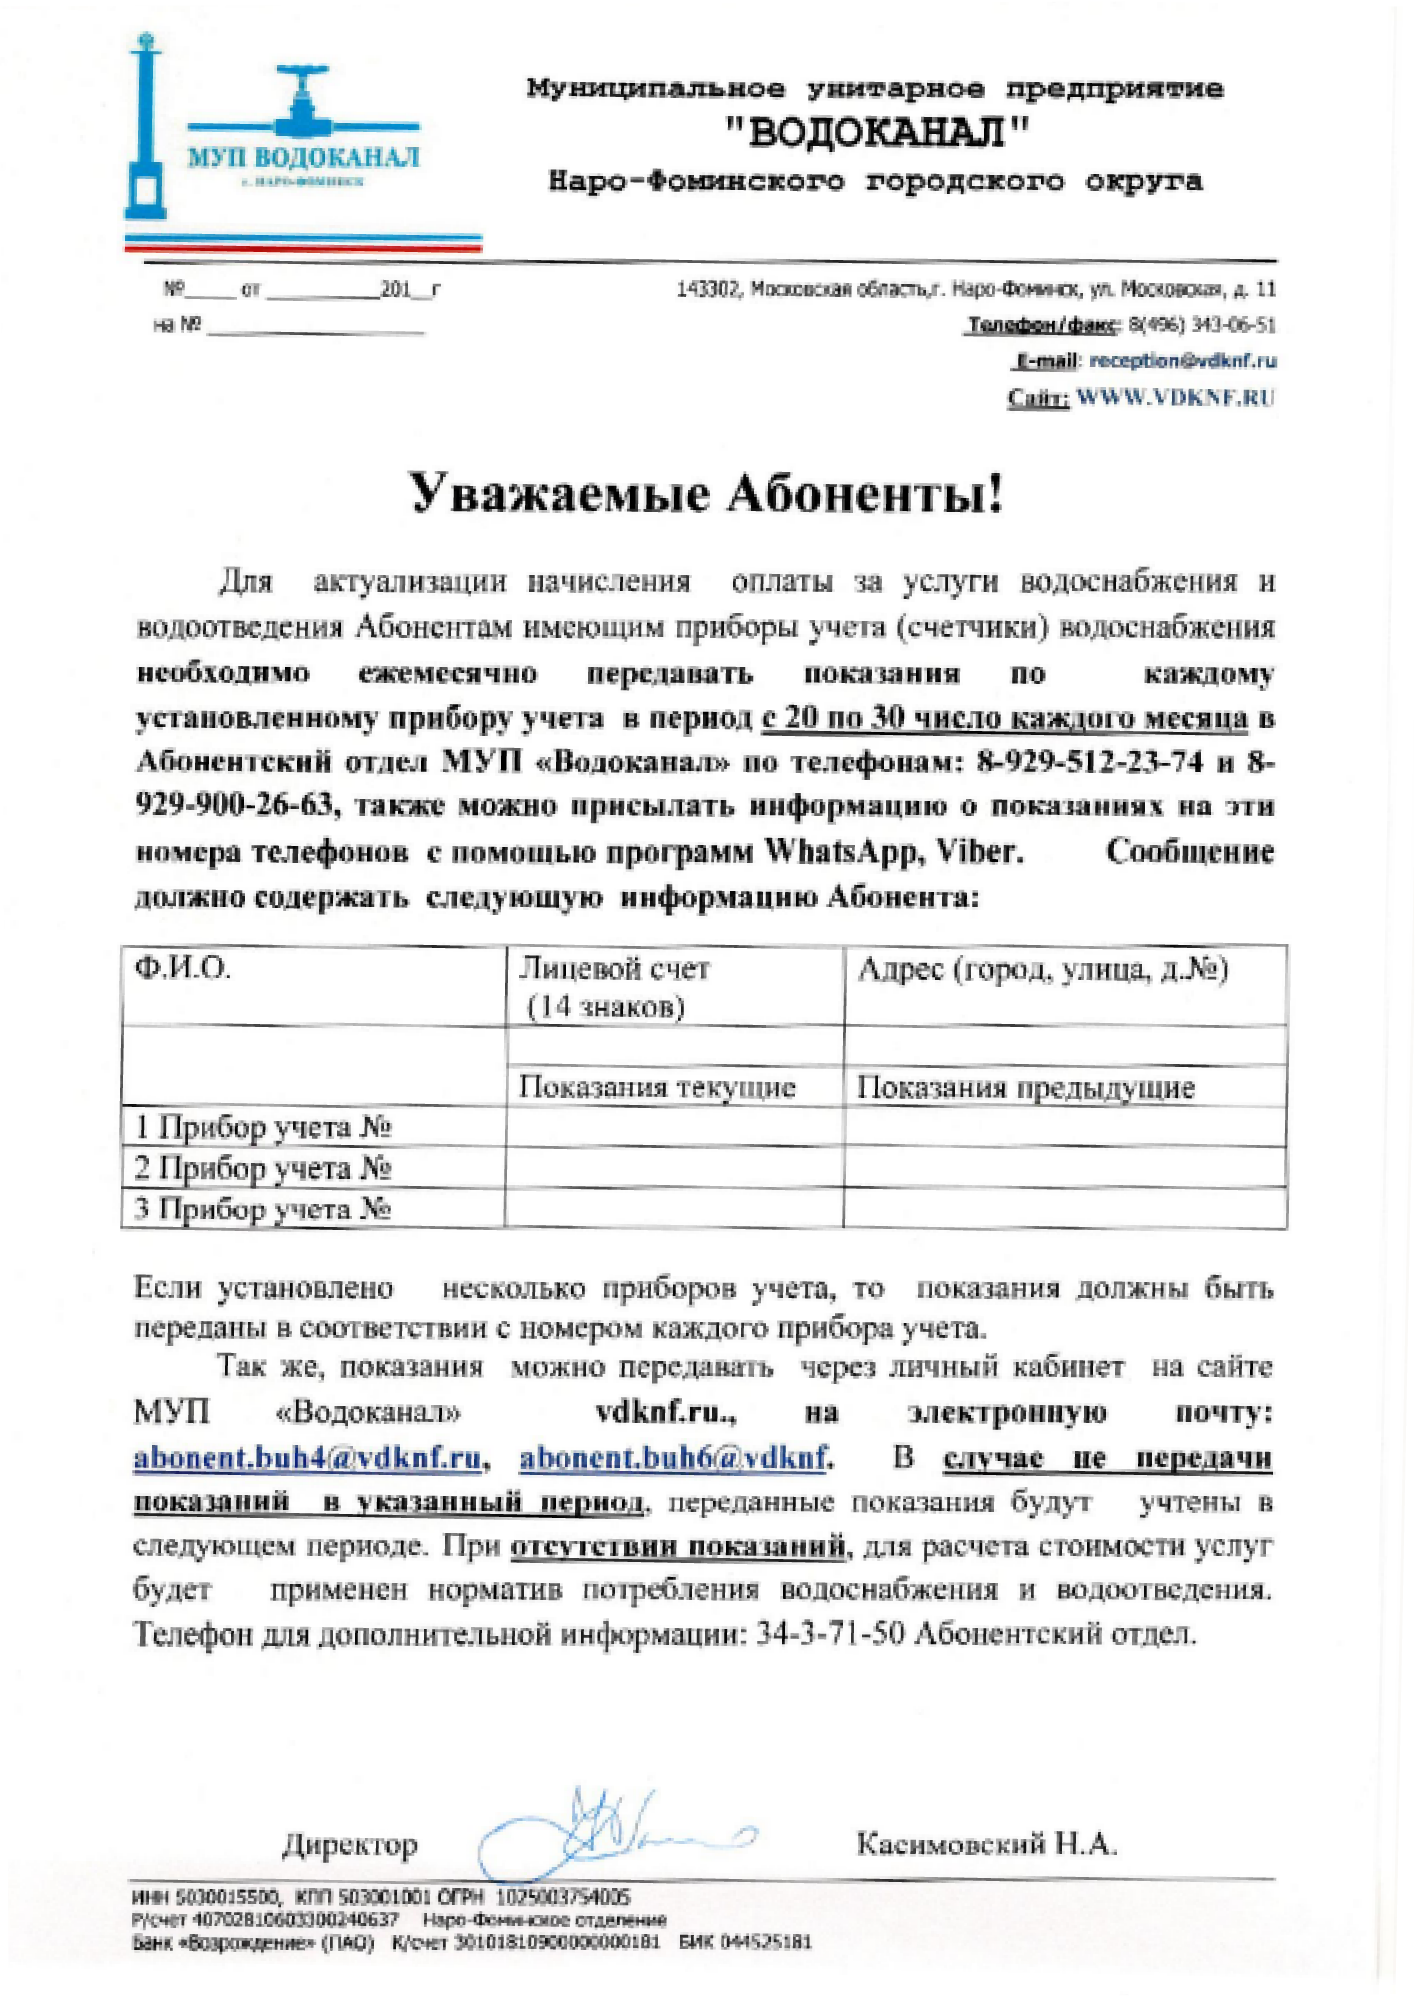 МУП ВОДОКАНАЛ
г. НАРО-ФОМИНСК
Муниципальное унитарное предприятие
"ВОДОКАНАЛ"
Наро-Фоминского городского округа
№_____ от ___________201__г
на № _____________________
143302, Московская область,г. Наро-Фоминск, ул. Московская, д. 11
Телефон/факс: 8(496) 343-06-51
E-mail: reception@vdknf.ru
Сайт: WWW.VDKNF.RU
Уважаемые Абоненты!
Для актуализации начисления оплаты за услуги водоснабжения и
водоотведения Абонентам имеющим приборы учета (счетчики) водоснабжения
необходимо ежемесячно передавать показания по каждому
установленному прибору учета в период с 20 по 30 число каждого месяца в
Абонентский отдел МУП «Водоканал» по телефонам: 8-929-512-23-74 и 8-
929-900-26-63, также можно присылать информацию о показаниях на эти
номера телефонов с помощью программ WhatsApp, Viber. Сообщение
должно содержать следующую информацию Абонента:
Ф.И.О. Лицевой счет Адрес (город, улица, д.№)
(14 знаков)
Показания текущие Показания предыдущие
1 Прибор учета №
2 Прибор учета №
3 Прибор учета №
Если установлено несколько приборов учета, то показания должны быть
переданы в соответствии с номером каждого прибора учета.
Так же, показания можно передавать через личный кабинет на сайте
МУП «Водоканал» vdknf.ru., на электронную почту:
abonent.buh4@vdknf.ru, abonent.buh6@vdknf. В случае не передачи
показаний в указанный период, переданные показания будут учтены в
следующем периоде. При отсутствии показаний, для расчета стоимости услуг
будет применен норматив потребления водоснабжения и водоотведения.
Телефон для дополнительной информации: 34-3-71-50 Абонентский отдел.
Директор Касимовский Н.А.
ИНН 5030015500, КПП 503001001 ОГРН 1025003754005
Р/счет 40702810603300240637 Наро-Фоминское отделение
Банк «Возрождение» (ПАО) К/счет 30101810900000000181 БИК 044525181